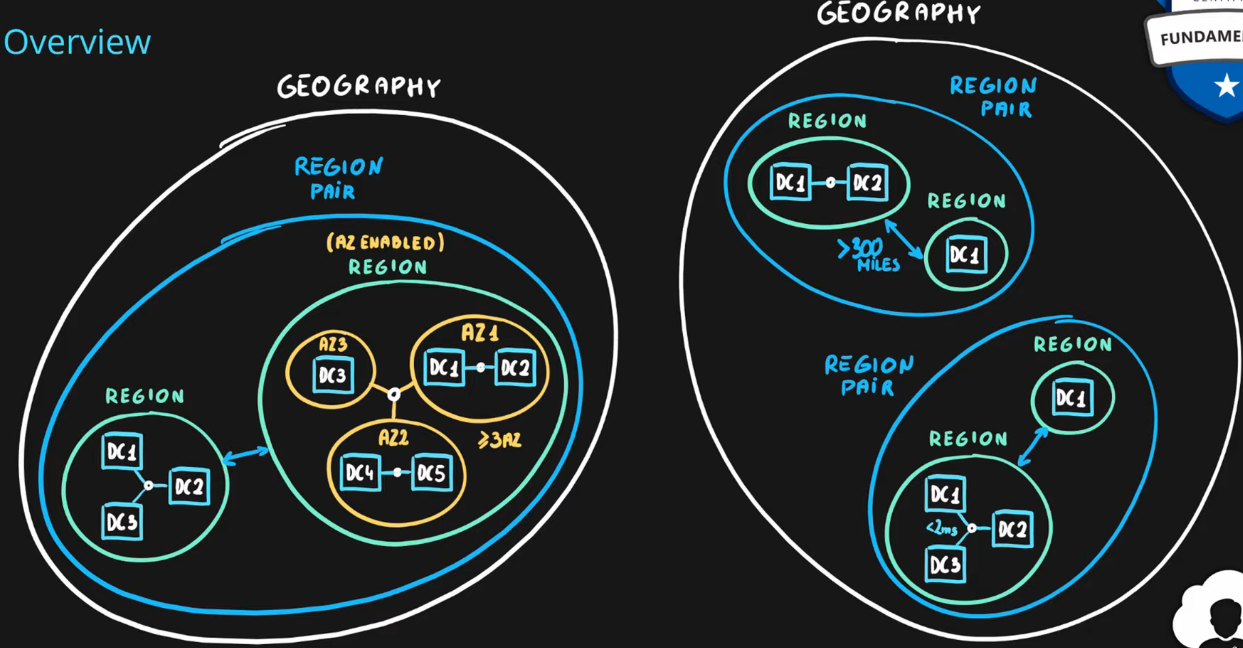 Overview
GEOGRAPHY
REGION
PAIR
(AZ ENABLED)
REGION
AZ3
DC3
AZ1
DC1
DC2
AZ2
DC4
DC5
≥3AZ
REGION
DC1
DC2
DC3
GEOGRAPHY
REGION
PAIR
REGION
DC1
DC2
REGION
DC1
>300
MILES
REGION
PAIR
REGION
DC1
REGION
DC1
<2ms
DC2
DC3
FUNDAME